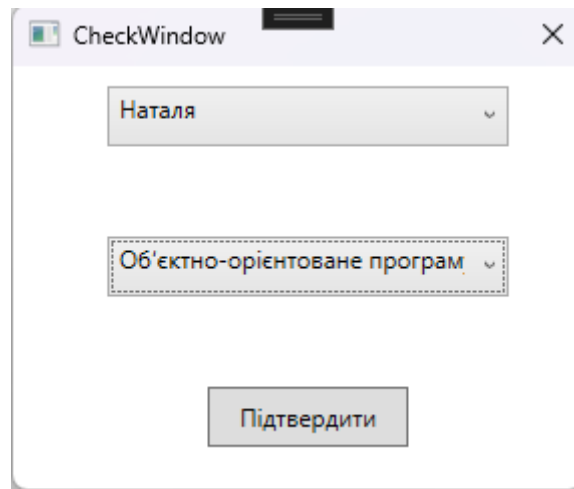 CheckWindow
Наталя
Об'єктно-орієнтоване програм
Підтвердити